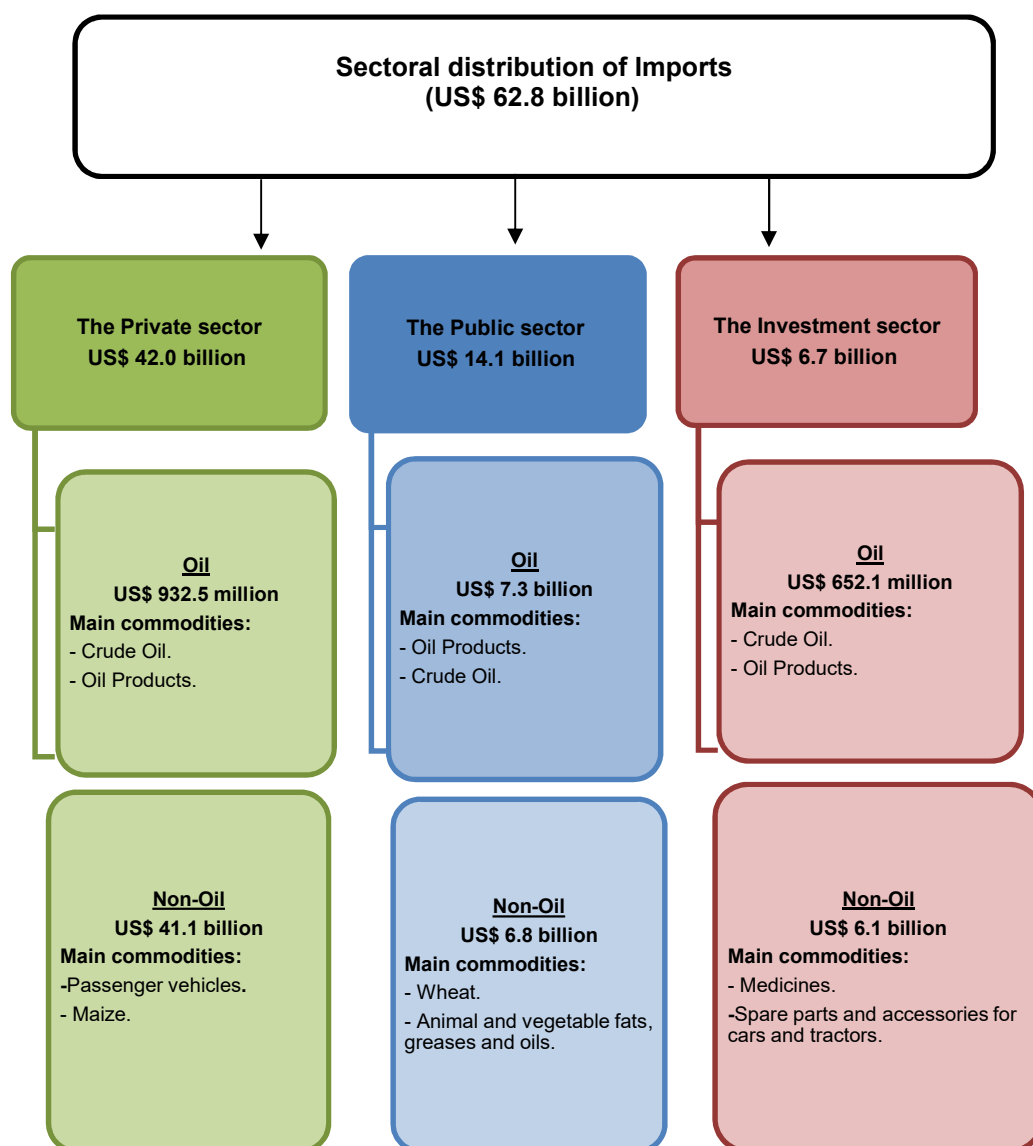 Sectoral distribution of Imports
(US$ 62.8 billion)
The Private sector
US$ 42.0 billion
The Public sector
US$ 14.1 billion
The Investment sector
US$ 6.7 billion
Oil
US$ 932.5 million
Main commodities:
- Crude Oil.
- Oil Products.
Oil
US$ 7.3 billion
Main commodities:
- Oil Products.
- Crude Oil.
Oil
US$ 652.1 million
Main commodities:
- Crude Oil.
- Oil Products.
Non-Oil
US$ 41.1 billion
Main commodities:
-Passenger vehicles.
- Maize.
Non-Oil
US$ 6.8 billion
Main commodities:
- Wheat.
- Animal and vegetable fats,
greases and oils.
Non-Oil
US$ 6.1 billion
Main commodities:
- Medicines.
-Spare parts and accessories for
cars and tractors.